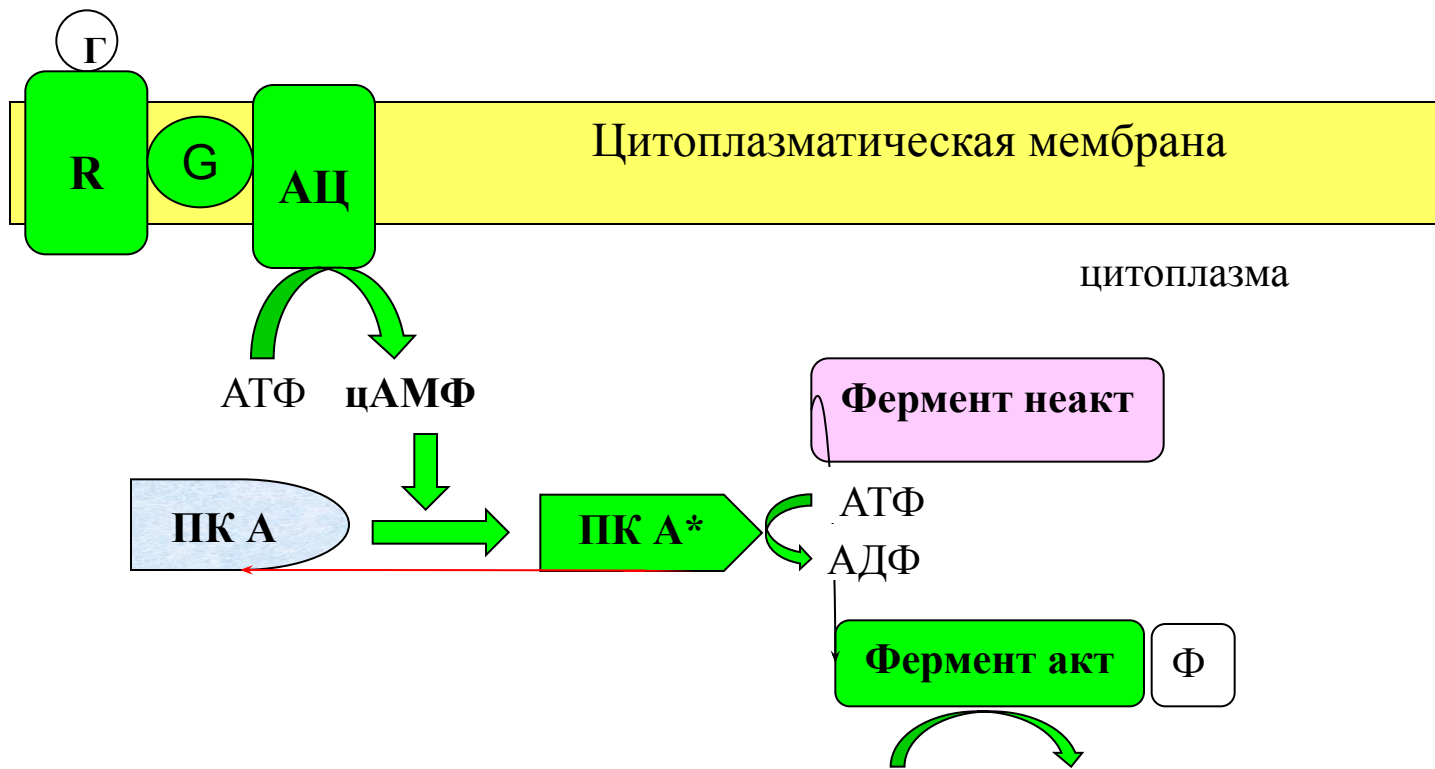 Г
R
G
АЦ
Цитоплазматическая мембрана
цитоплазма
АТФ цАМФ
Фермент неакт
ПК А
ПК А*
АТФ
АДФ
Фермент акт
Ф